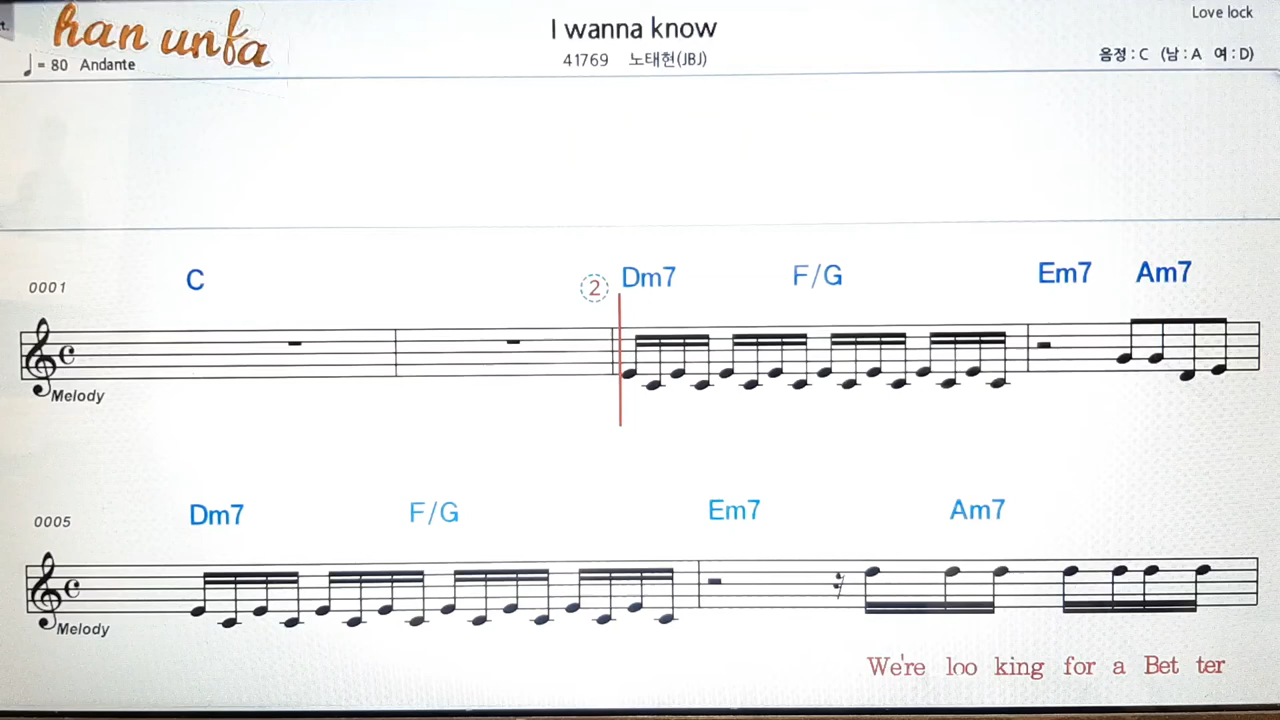 t.
han unfa
Love lock
I wanna know
♩ = 80 Andante
41769 노태현(JBJ)
음정 : C (남 : A 여 : D)
0001
C
2
Dm7 F/G Em7 Am7
Melody
0005
Dm7 F/G Em7 Am7
Melody
We're loo king for a Bet ter